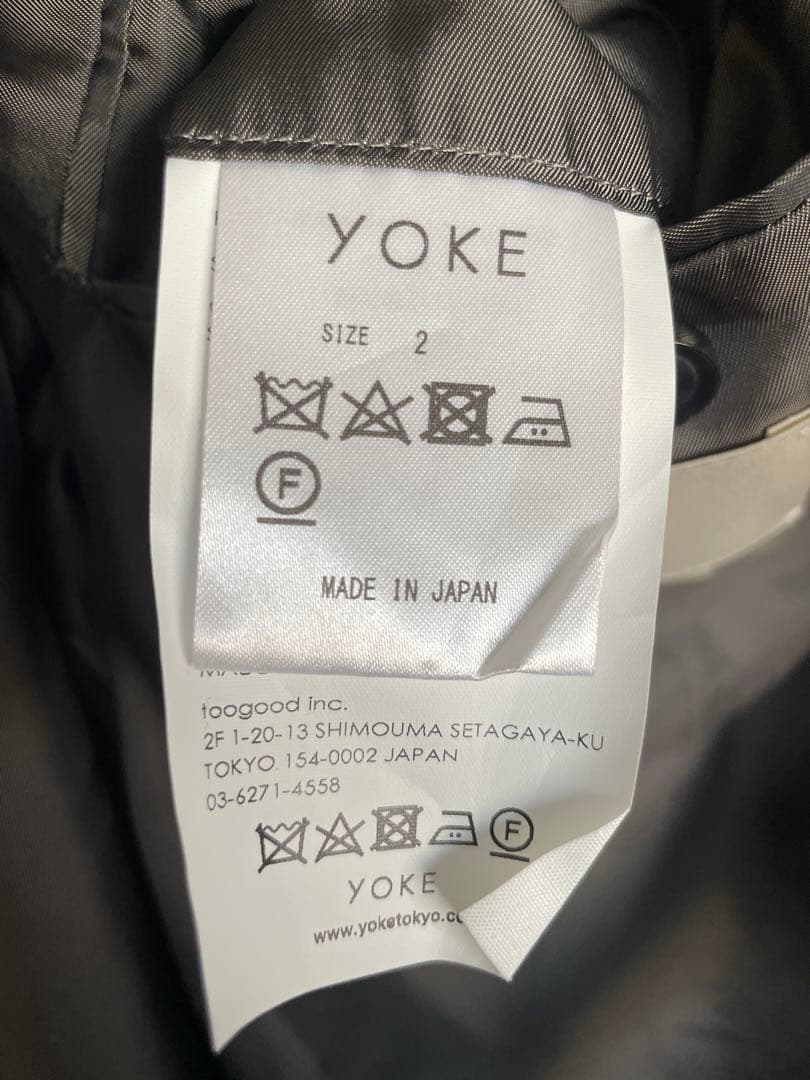 YOKE
SIZE 2
F
MADE IN JAPAN
toogood inc.
2F 1-20-13 SHIMOUMA SETAGAYA-KU
TOKYO. 154-0002 JAPAN
03-6271-4558
F
YOKE
www.yoketokyo.c